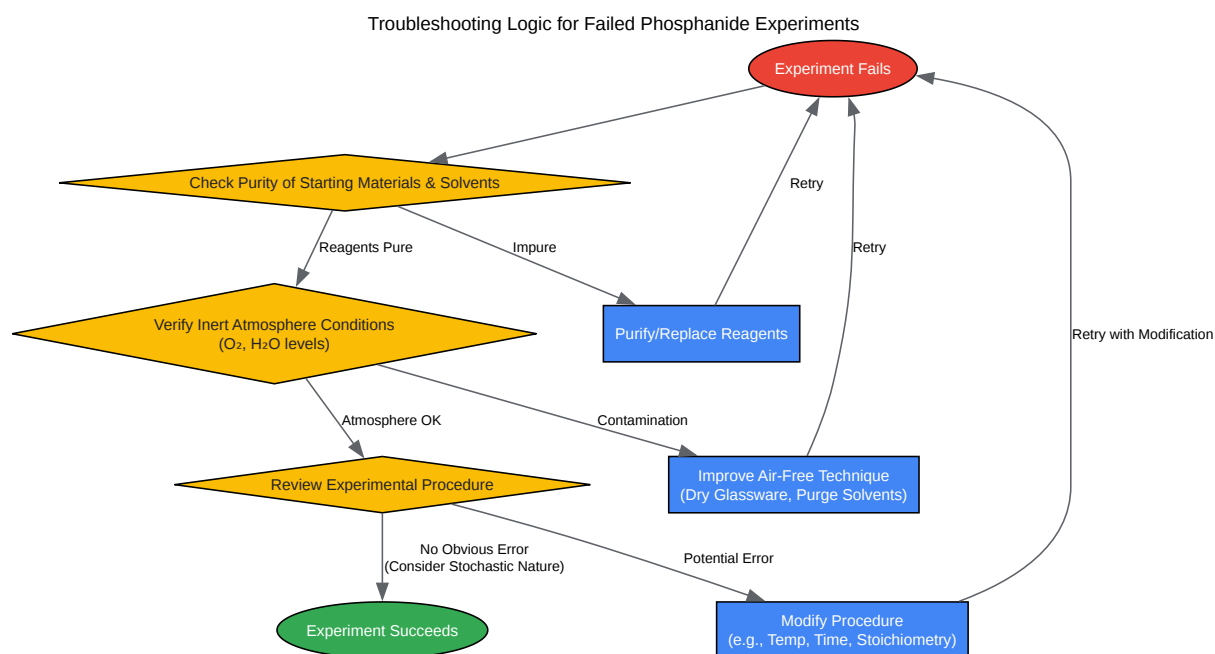 Troubleshooting Logic for Failed Phosphanide Experiments
Experiment Fails
Check Purity of Starting Materials & Solvents
Retry
Reagents Pure
Impure
Retry
Verify Inert Atmosphere Conditions
(O₂, H₂O levels)
Purify/Replace Reagents
Retry with Modification
Atmosphere OK
Contamination
Review Experimental Procedure
Improve Air-Free Technique
(Dry Glassware, Purge Solvents)
No Obvious Error
(Consider Stochastic Nature)
Potential Error
Experiment Succeeds
Modify Procedure
(e.g., Temp, Time, Stoichiometry)